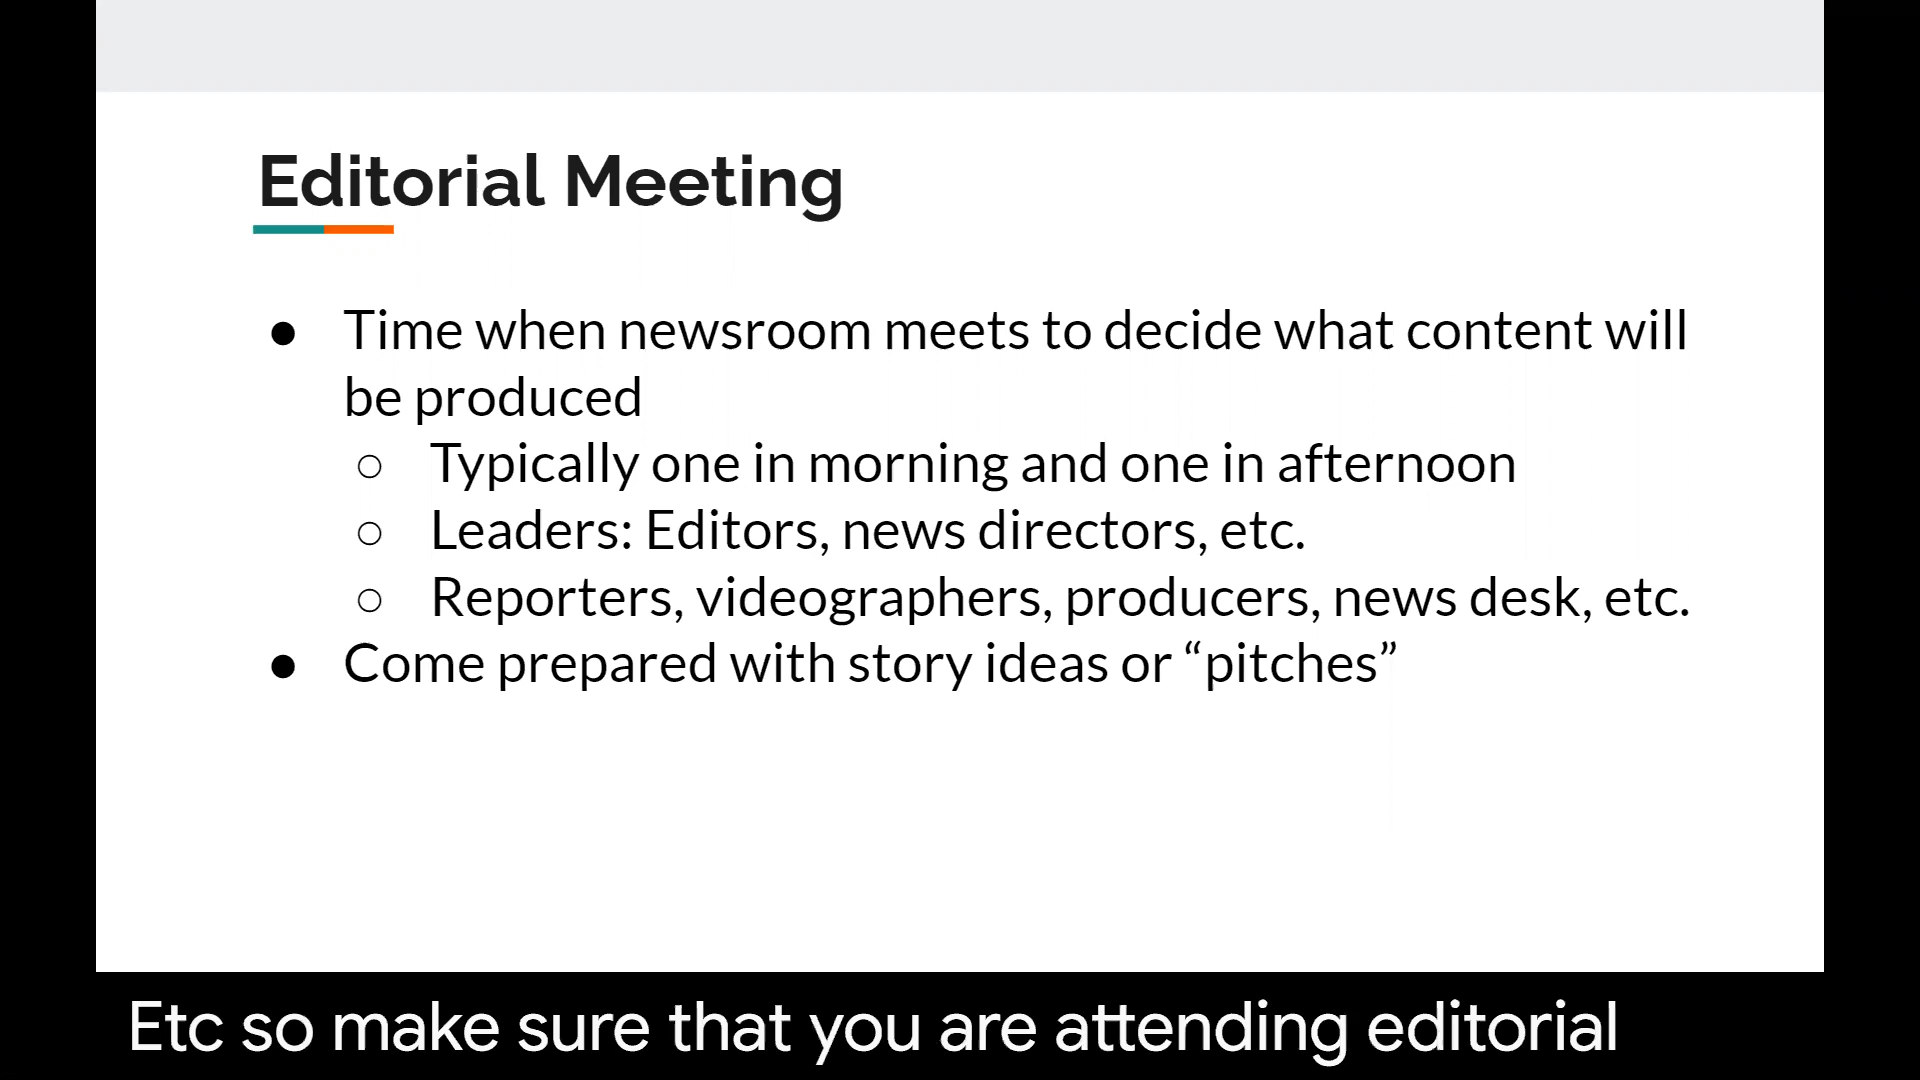 Editorial Meeting
● Time when newsroom meets to decide what content will
be produced
○ Typically one in morning and one in afternoon
○ Leaders: Editors, news directors, etc.
○ Reporters, videographers, producers, news desk, etc.
● Come prepared with story ideas or “pitches”
Etc so make sure that you are attending editorial